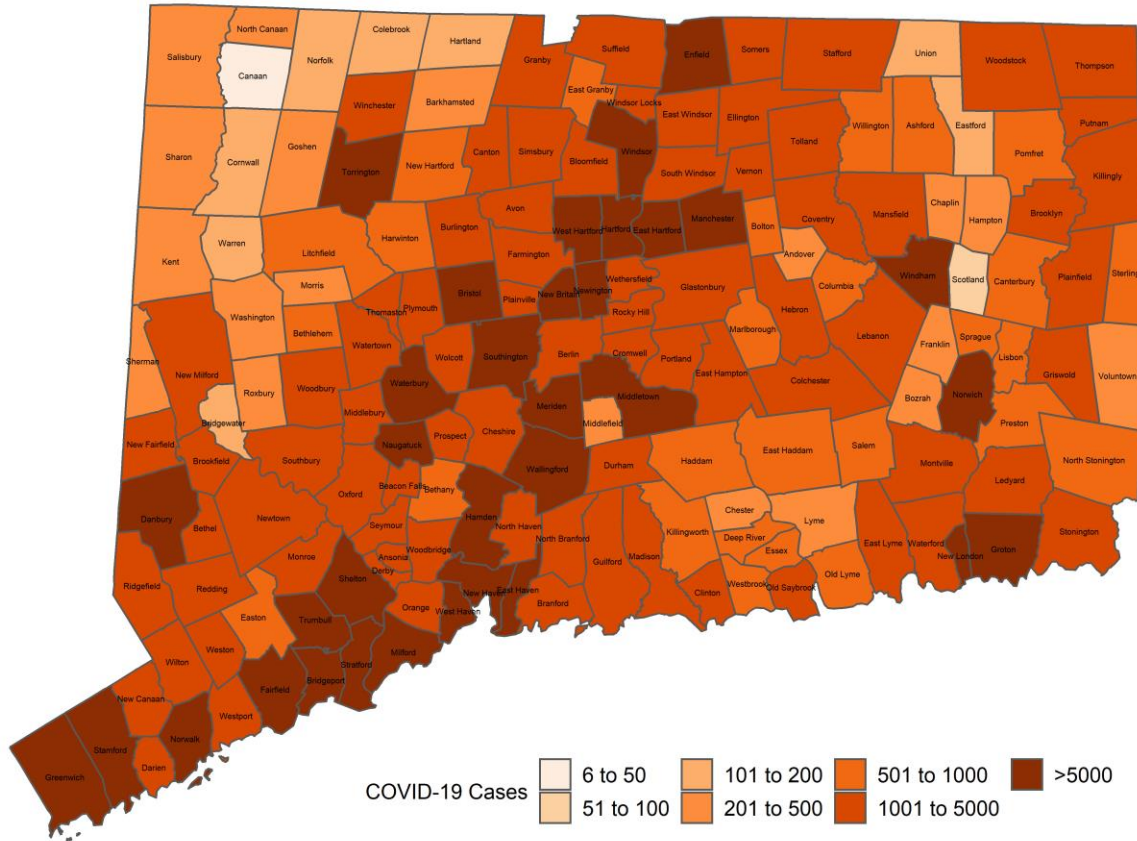 North Canaan
Colebrook
Hartland
Salisbury
Norfolk
Canaan
Granby
Suffield
Enfield
Somers
Stafford
Union
Woodstock
Thompson
East Granby
Windsor Locks
Winchester
Barkhamsted
East Windsor
Ellington
Willington
Ashford
Eastford
Putnam
Sharon
Cornwall
Goshen
Torrington
New Hartford
Canton
Simsbury
Bloomfield
Windsor
South Windsor
Vernon
Tolland
Pomfret
Killingly
Kent
Warren
Litchfield
Harwinton
Burlington
Avon
Farmington
West Hartford
Hartford
East Hartford
Manchester
Bolton
Coventry
Mansfield
Chaplin
Hampton
Brooklyn
Andover
Columbia
Windham
Scotland
Canterbury
Plainfield
Sterling
Morris
Washington
Bethlehem
Watertown
Thomaston
Plymouth
Bristol
Plainville
New Britain
Newington
Wethersfield
Rocky Hill
Glastonbury
Marlborough
Hebron
Lebanon
Franklin
Sprague
Lisbon
Griswold
Voluntown
Sherman
New Milford
Roxbury
Woodbury
Wolcott
Southington
Berlin
Cromwell
Portland
East Hampton
Colchester
Bozrah
Norwich
Preston
Bridgewater
Middlebury
Waterbury
Cheshire
Meriden
Middletown
Middlefield
New Fairfield
Brookfield
Southbury
Naugatuck
Prospect
Wallingford
Durham
Haddam
East Haddam
Salem
Montville
North Stonington
Ledyard
Danbury
Bethel
Newtown
Oxford
Beacon Falls
Bethany
Hamden
North Haven
North Branford
Killingworth
Chester
Lyme
Deep River
Essex
East Lyme
Waterford
New London
Groton
Stonington
Ridgefield
Redding
Monroe
Seymour
Ansonia
Derby
Woodbridge
Guilford
Madison
Clinton
Westbrook
Old Saybrook
Old Lyme
Easton
Shelton
Orange
West Haven
New Haven
East Haven
Branford
Wilton
Weston
Trumbull
Milford
Stratford
Bridgeport
Fairfield
Westport
New Canaan
Norwalk
Darien
Stamford
Greenwich
COVID-19 Cases
6 to 50
51 to 100
101 to 200
201 to 500
501 to 1000
1001 to 5000
>5000